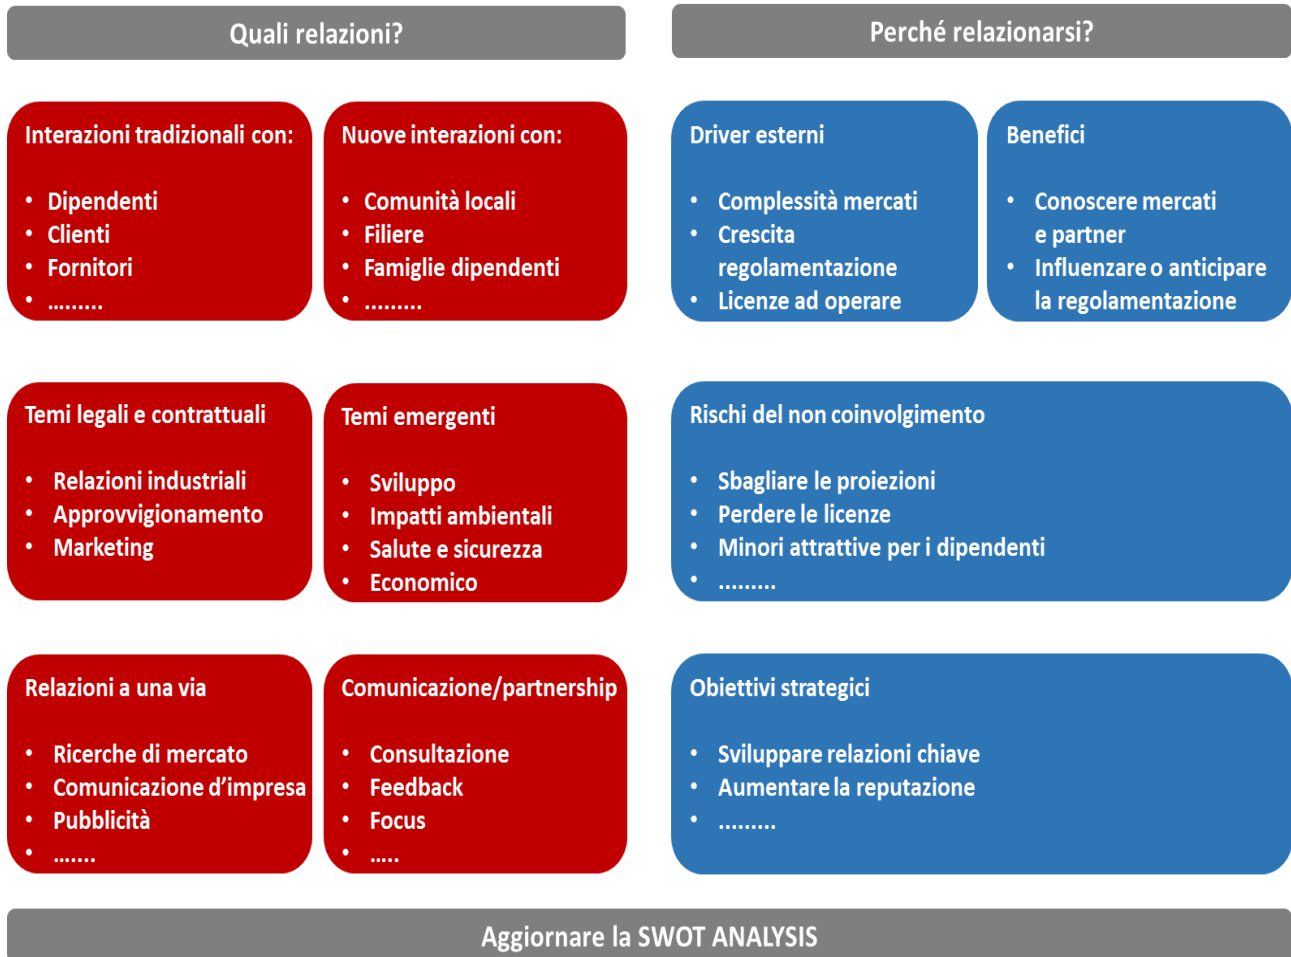 Quali relazioni?
Perché relazionarsi?
Interazioni tradizionali con:
• Dipendenti
• Clienti
• Fornitori
• ...……
Nuove interazioni con:
• Comunità locali
• Filiere
• Famiglie dipendenti
• .........
Driver esterni
• Complessità mercati
• Crescita
regolamentazione
• Licenze ad operare
Benefici
• Conoscere mercati
e partner
• Influenzare o anticipare
la regolamentazione
Temi legali e contrattuali
• Relazioni industriali
• Approvvigionamento
• Marketing
Temi emergenti
• Sviluppo
• Impatti ambientali
• Salute e sicurezza
• Economico
Rischi del non coinvolgimento
• Sbagliare le proiezioni
• Perdere le licenze
• Minori attrattive per i dipendenti
• .........
Relazioni a una via
• Ricerche di mercato
• Comunicazione d’impresa
• Pubblicità
• ….…
Comunicazione/partnership
• Consultazione
• Feedback
• Focus
• …..
Obiettivi strategici
• Sviluppare relazioni chiave
• Aumentare la reputazione
• .........
Aggiornare la SWOT ANALYSIS